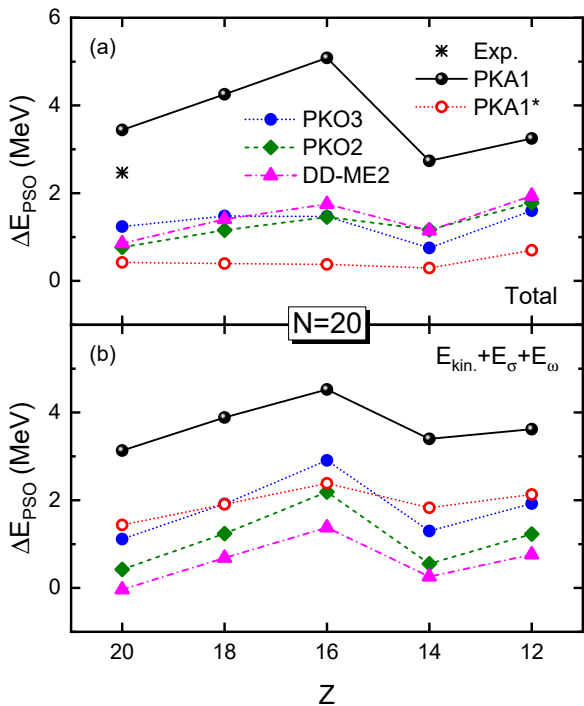 (a)
Exp.
PKA1
PKA1*
PKO3
PKO2
DD-ME2
6
4
2
0
ΔE_PSO (MeV)
Total
N=20
(b)
E_kin.+E_σ+E_ω
4
2
0
ΔE_PSO (MeV)
20 18 16 14 12
Z